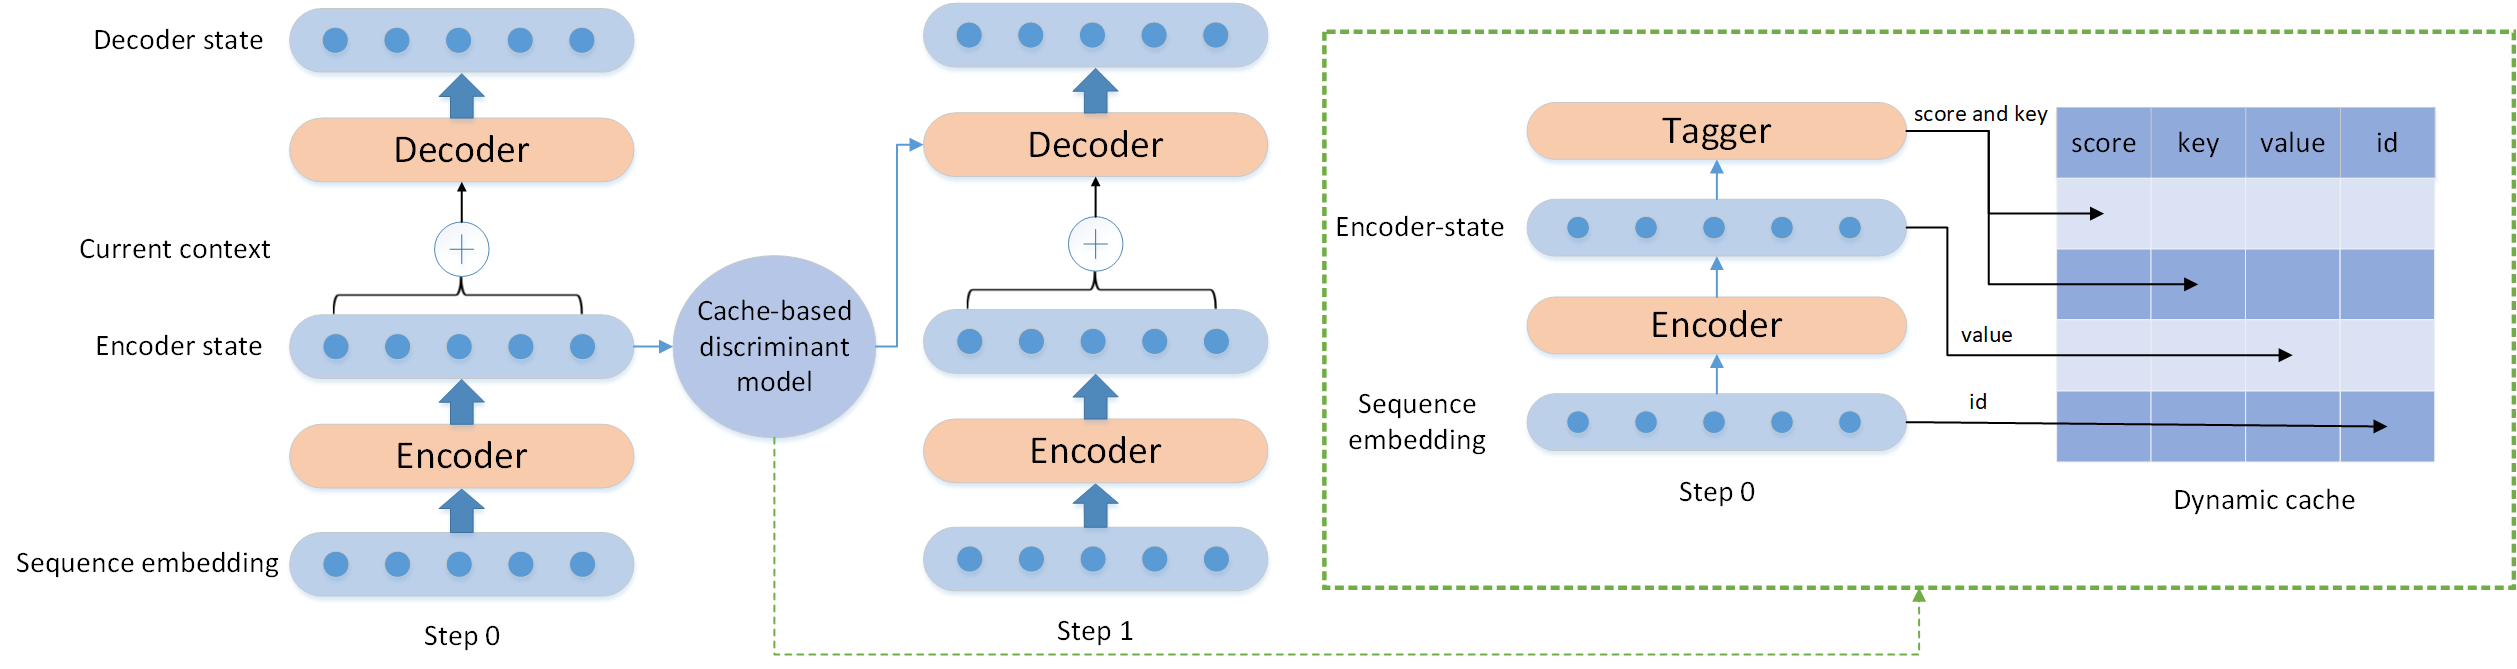 Decoder state
Decoder
Current context
Encoder state
Encoder
Sequence embedding
Step 0
Cache-based
discriminant
model
Decoder
Encoder
Step 1
Tagger
Encoder-state
Encoder
Sequence
embedding
Step 0
score and key
value
id
score key value id
Dynamic cache